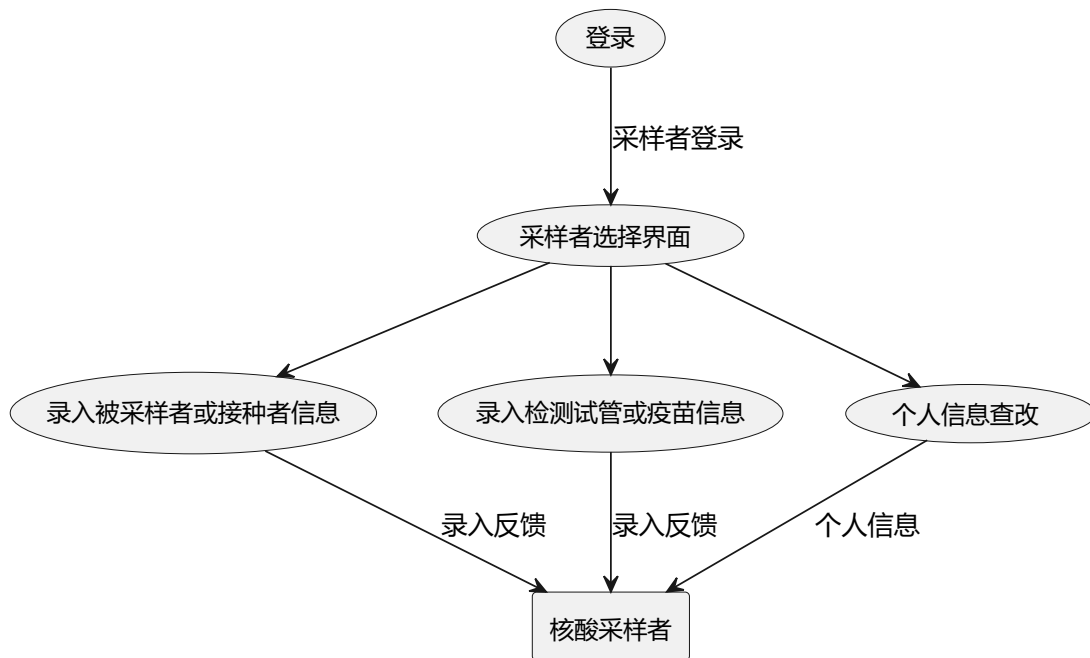 登录
采样者登录
采样者选择界面
录入被采样者或接种者信息
录入检测试管或疫苗信息
个人信息查改
录入反馈
录入反馈
个人信息
核酸采样者